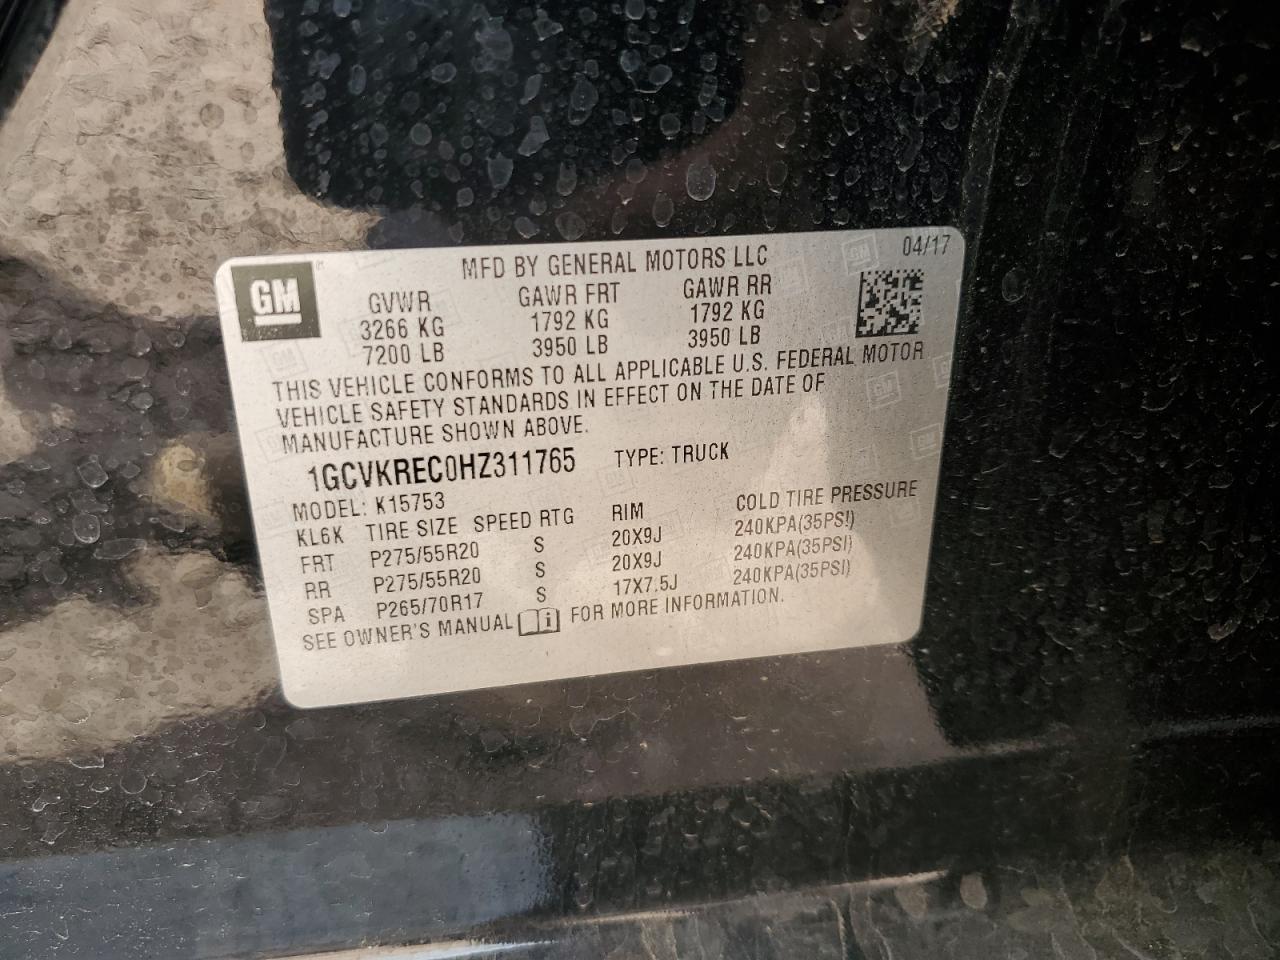 04/17
GM MFD BY GENERAL MOTORS LLC
GVWR GAWR FRT GAWR RR
3266 KG 1792 KG 1792 KG
7200 LB 3950 LB 3950 LB
THIS VEHICLE CONFORMS TO ALL APPLICABLE U.S. FEDERAL MOTOR
VEHICLE SAFETY STANDARDS IN EFFECT ON THE DATE OF
MANUFACTURE SHOWN ABOVE.
1GCVKREC0HZ311765 TYPE: TRUCK
MODEL: K15753
KL6K TIRE SIZE SPEED RTG RIM COLD TIRE PRESSURE
FRT P275/55R20 S 20X9J 240KPA(35PSI)
RR P275/55R20 S 20X9J 240KPA(35PSI)
SPA P265/70R17 S 17X7.5J 240KPA(35PSI)
SEE OWNER'S MANUAL FOR MORE INFORMATION.